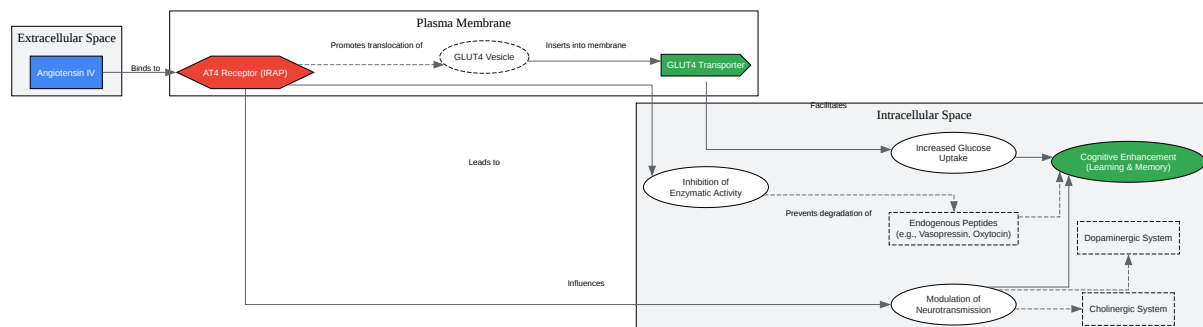 Plasma Membrane
Extracellular Space
Angiotensin IV
Binds to
AT4 Receptor (IRAP)
Promotes translocation of
GLUT4 Vesicle
Inserts into membrane
GLUT4 Transporter
Facilitates
Intracellular Space
Leads to
Increased Glucose
Uptake
Cognitive Enhancement
(Learning & Memory)
Inhibition of
Enzymatic Activity
Prevents degradation of
Endogenous Peptides
(e.g., Vasopressin, Oxytocin)
Dopaminergic System
Influences
Modulation of
Neurotransmission
Cholinergic System